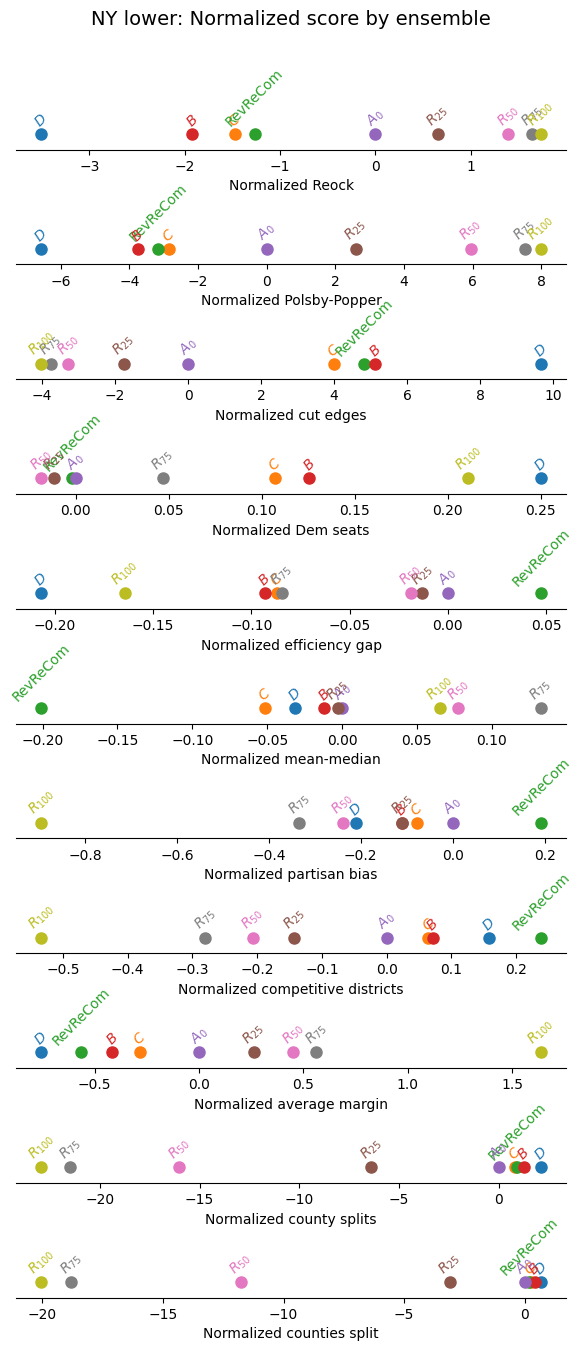 NY lower: Normalized score by ensemble
D B C RevReCom A0 R25 R50 R75 R100
−3 −2 −1 0 1
Normalized Reock
D B RevReCom C A0 R25 R50 R75 R100
−6 −4 −2 0 2 4 6 8
Normalized Polsby-Popper
R100 R75 R50 R25 A0 C RevReCom B D
−4 −2 0 2 4 6 8 10
Normalized cut edges
R50 R25 RevReCom A0 R75 C B R100 D
0.00 0.05 0.10 0.15 0.20 0.25
Normalized Dem seats
D R100 B C R75 R50 R25 A0 RevReCom
−0.20 −0.15 −0.10 −0.05 0.00 0.05
Normalized efficiency gap
RevReCom C D B R25 A0 R100 R50 R75
−0.20 −0.15 −0.10 −0.05 0.00 0.05 0.10
Normalized mean-median
R100 R75 R50 D R25 B C A0 RevReCom
−0.8 −0.6 −0.4 −0.2 0.0 0.2
Normalized partisan bias
R100 R75 R50 R25 A0 C B D RevReCom
−0.5 −0.4 −0.3 −0.2 −0.1 0.0 0.1 0.2
Normalized competitive districts
D RevReCom B C A0 R25 R50 R75 R100
−0.5 0.0 0.5 1.0 1.5
Normalized average margin
R100 R75 R50 R25 A0 C RevReCom B D
−20 −15 −10 −5 0
Normalized county splits
R100 R75 R50 R25 A0 C RevReCom B D
−20 −15 −10 −5 0
Normalized counties split